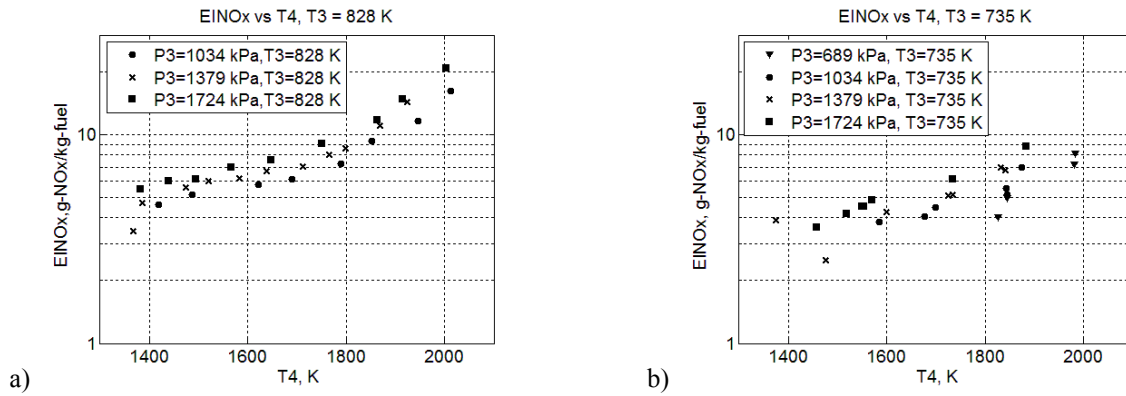 EINOx vs T4, T3 = 828 K
P3=1034 kPa,T3=828 K
P3=1379 kPa,T3=828 K
P3=1724 kPa,T3=828 K
10
1
EINOx,g-NOx/kg-fuel
1400 1600 1800 2000
T4, K
a)
EINOx vs T4, T3 = 735 K
P3=689 kPa, T3=735 K
P3=1034 kPa, T3=735 K
P3=1379 kPa, T3=735 K
P3=1724 kPa, T3=735 K
10
1
EINOx, g-NOx/kg-fuel
1400 1600 1800 2000
T4, K
b)